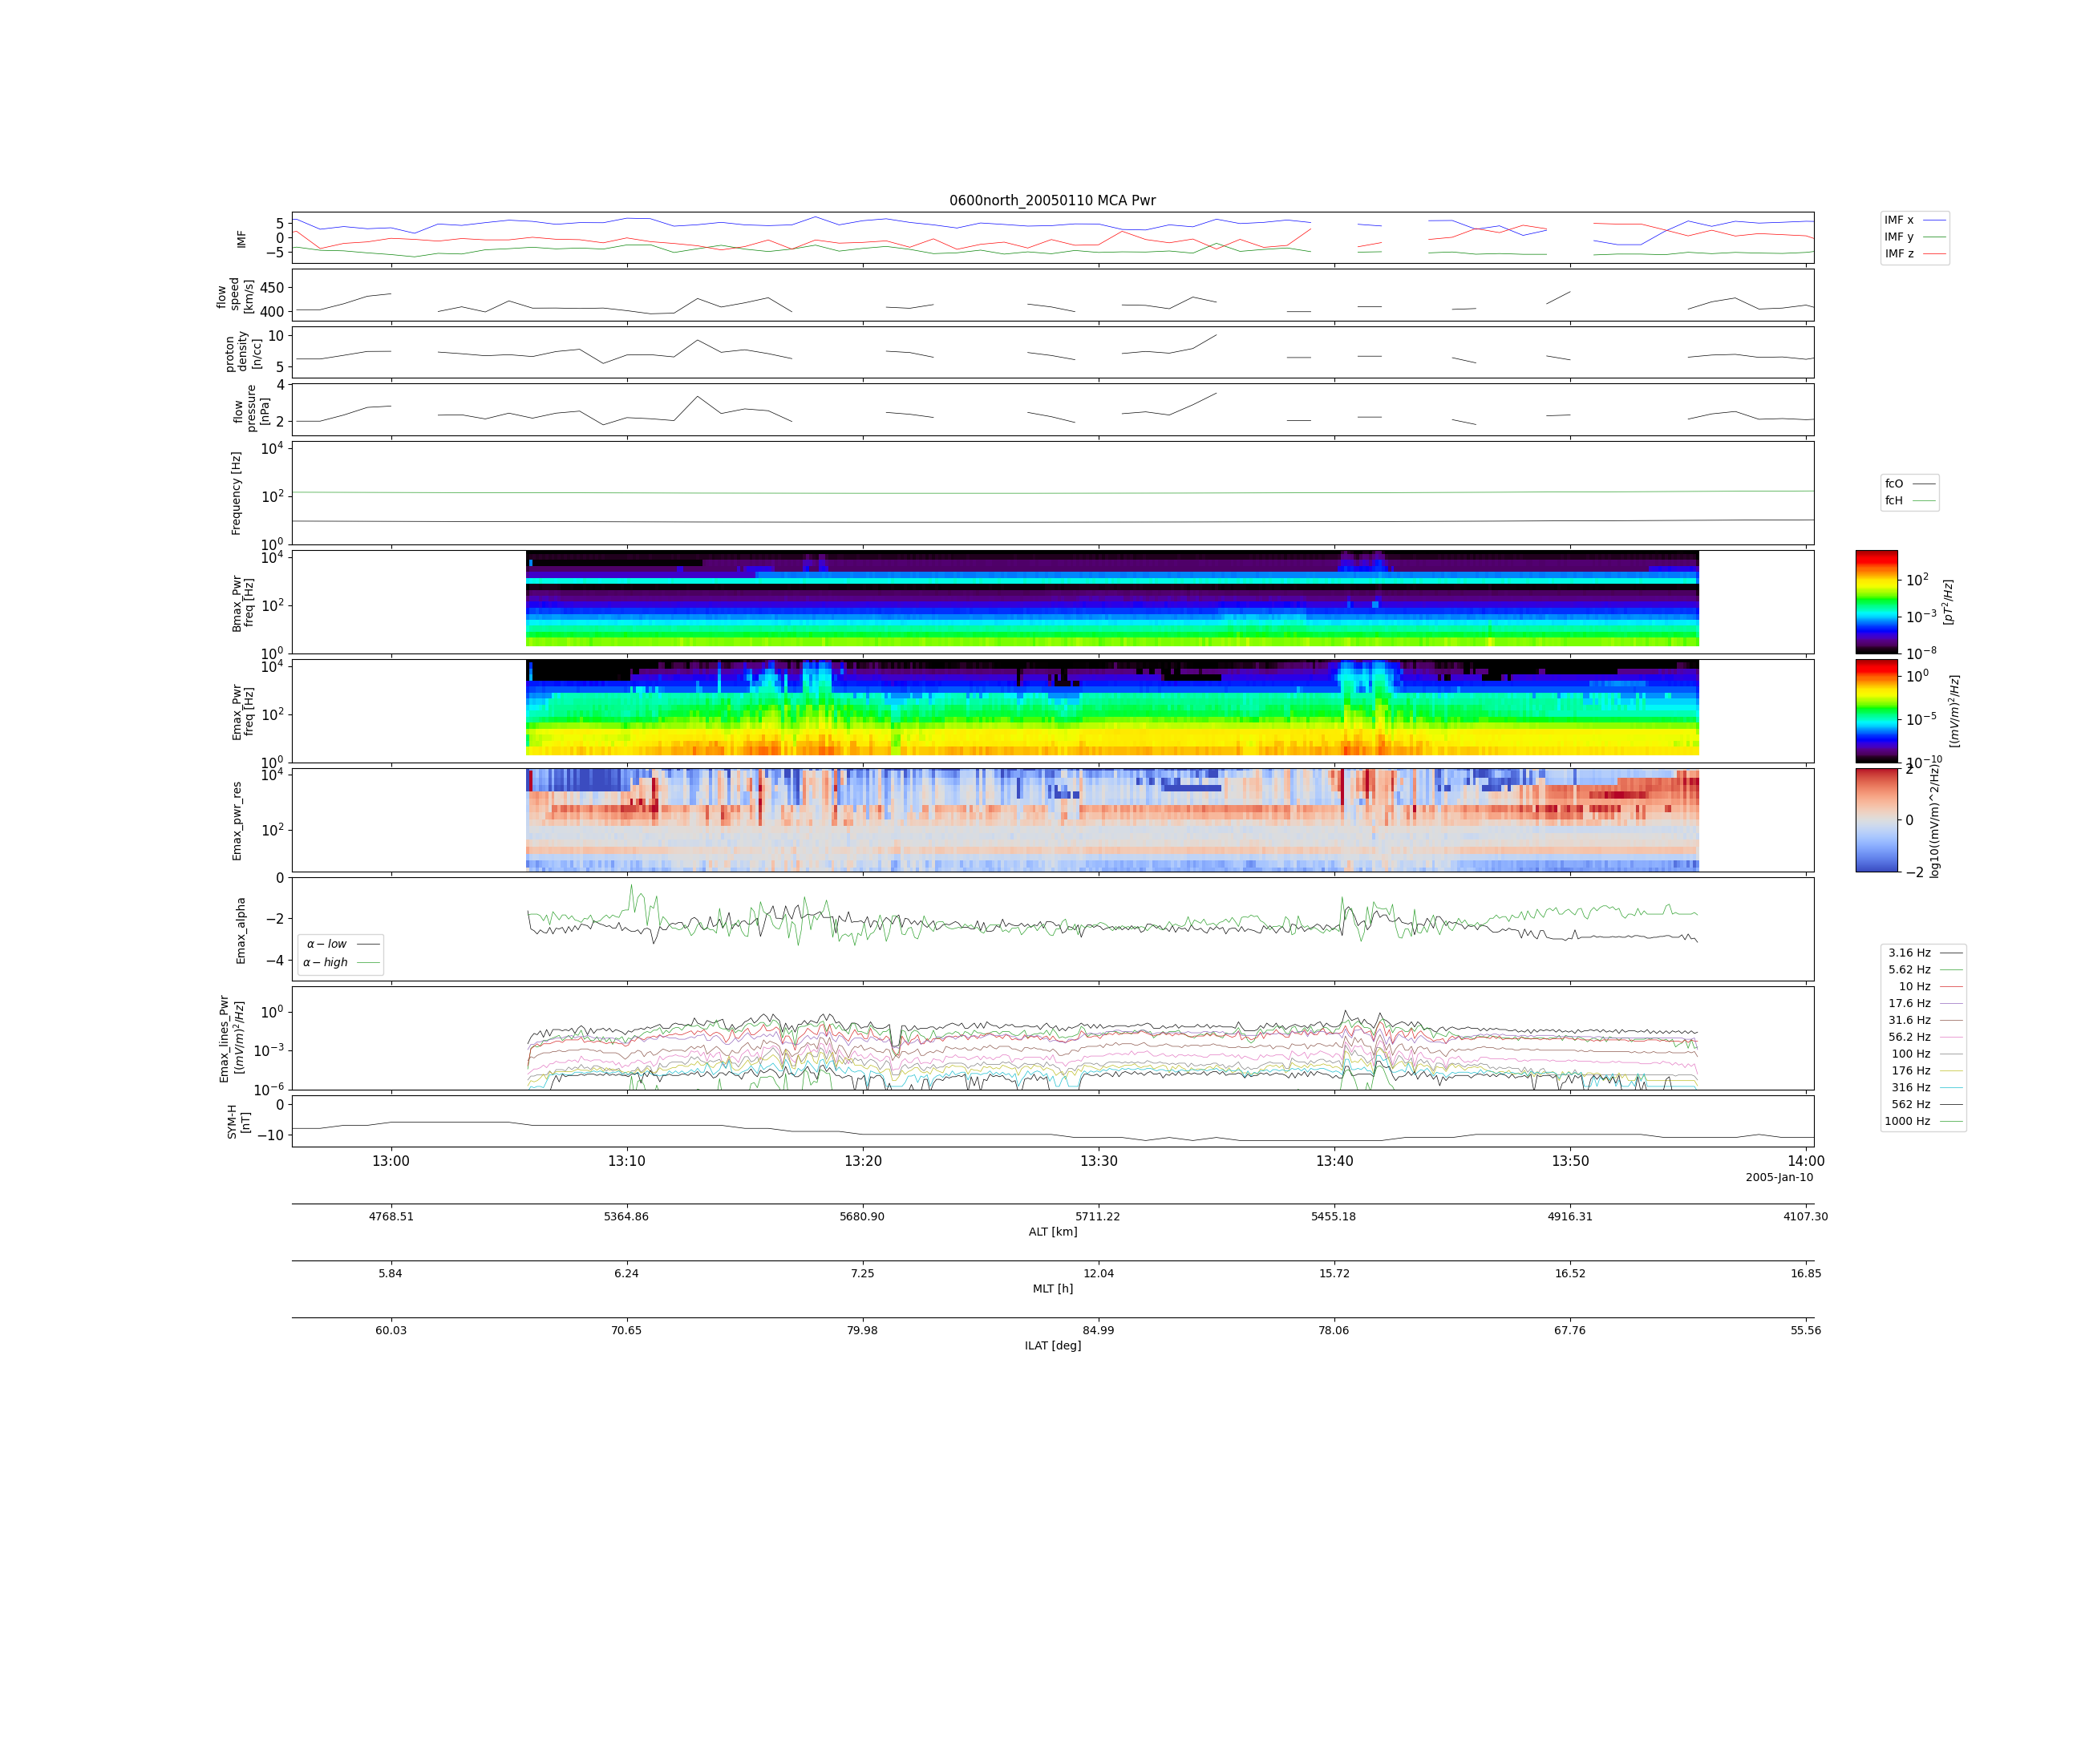 0600north_20050110 MCA Pwr
IMF
5
0
−5
IMF x
IMF y
IMF z
flow
speed
[km/s]
450
400
proton
density
[n/cc]
10
5
flow
pressure
[nPa]
4
2
Frequency [Hz]
10^4
10^2
10^0
fcO
fcH
Bmax_Pwr
freq [Hz]
10^4
10^2
10^0
10^2
10^−3
10^−8
[pT^2/Hz]
Emax_Pwr
freq [Hz]
10^4
10^2
10^0
10^0
10^−5
10^−10
[(mV/m)^2/Hz]
Emax_pwr_res
10^4
10^2
2
0
−2
log10((mV/m)^2/Hz)
Emax_alpha
0
−2
−4
α − low
α − high
Emax_lines_Pwr
[(mV/m)^2/Hz]
10^0
10^−3
10^−6
3.16 Hz
5.62 Hz
10 Hz
17.6 Hz
31.6 Hz
56.2 Hz
100 Hz
176 Hz
316 Hz
562 Hz
1000 Hz
SYM-H
[nT]
0
−10
13:00 13:10 13:20 13:30 13:40 13:50 14:00
2005-Jan-10
4768.51 5364.86 5680.90 5711.22 5455.18 4916.31 4107.30
ALT [km]
5.84 6.24 7.25 12.04 15.72 16.52 16.85
MLT [h]
60.03 70.65 79.98 84.99 78.06 67.76 55.56
ILAT [deg]